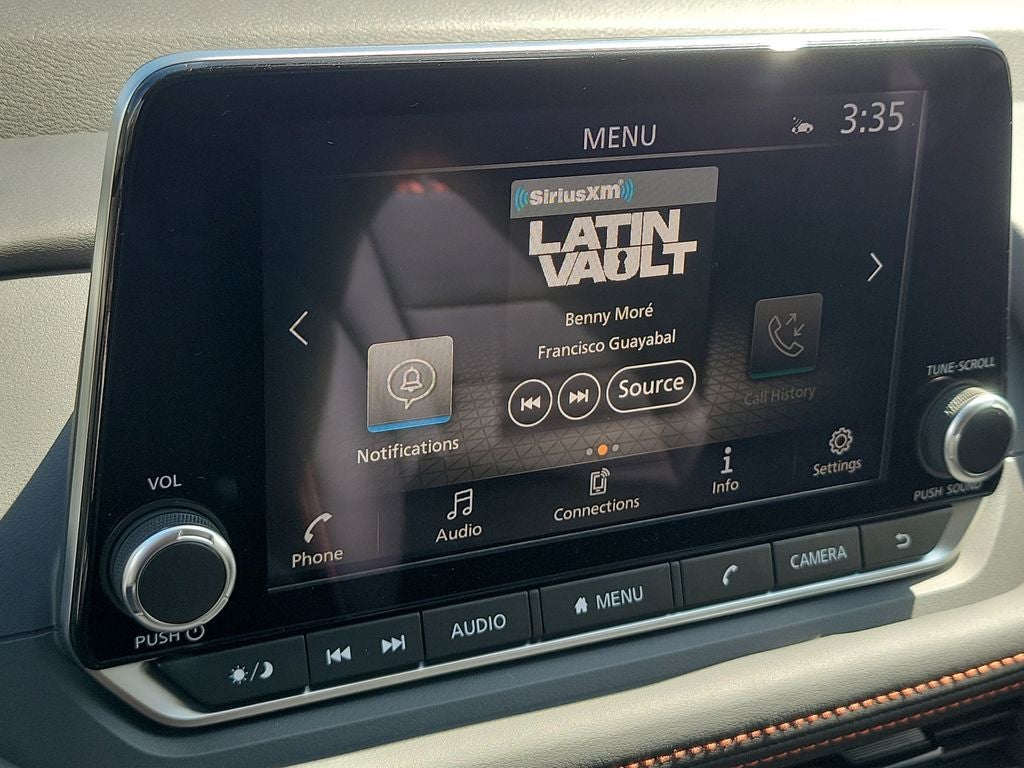 MENU
3:35
SiriusXm
LATIN
VAULT
Benny Moré
Francisco Guayabal
Source
Notifications
Call History
Phone
Audio
Connections
Info
Settings
VOL
PUSH
TUNE·SCROLL
PUSH SOUND
AUDIO
MENU
CAMERA